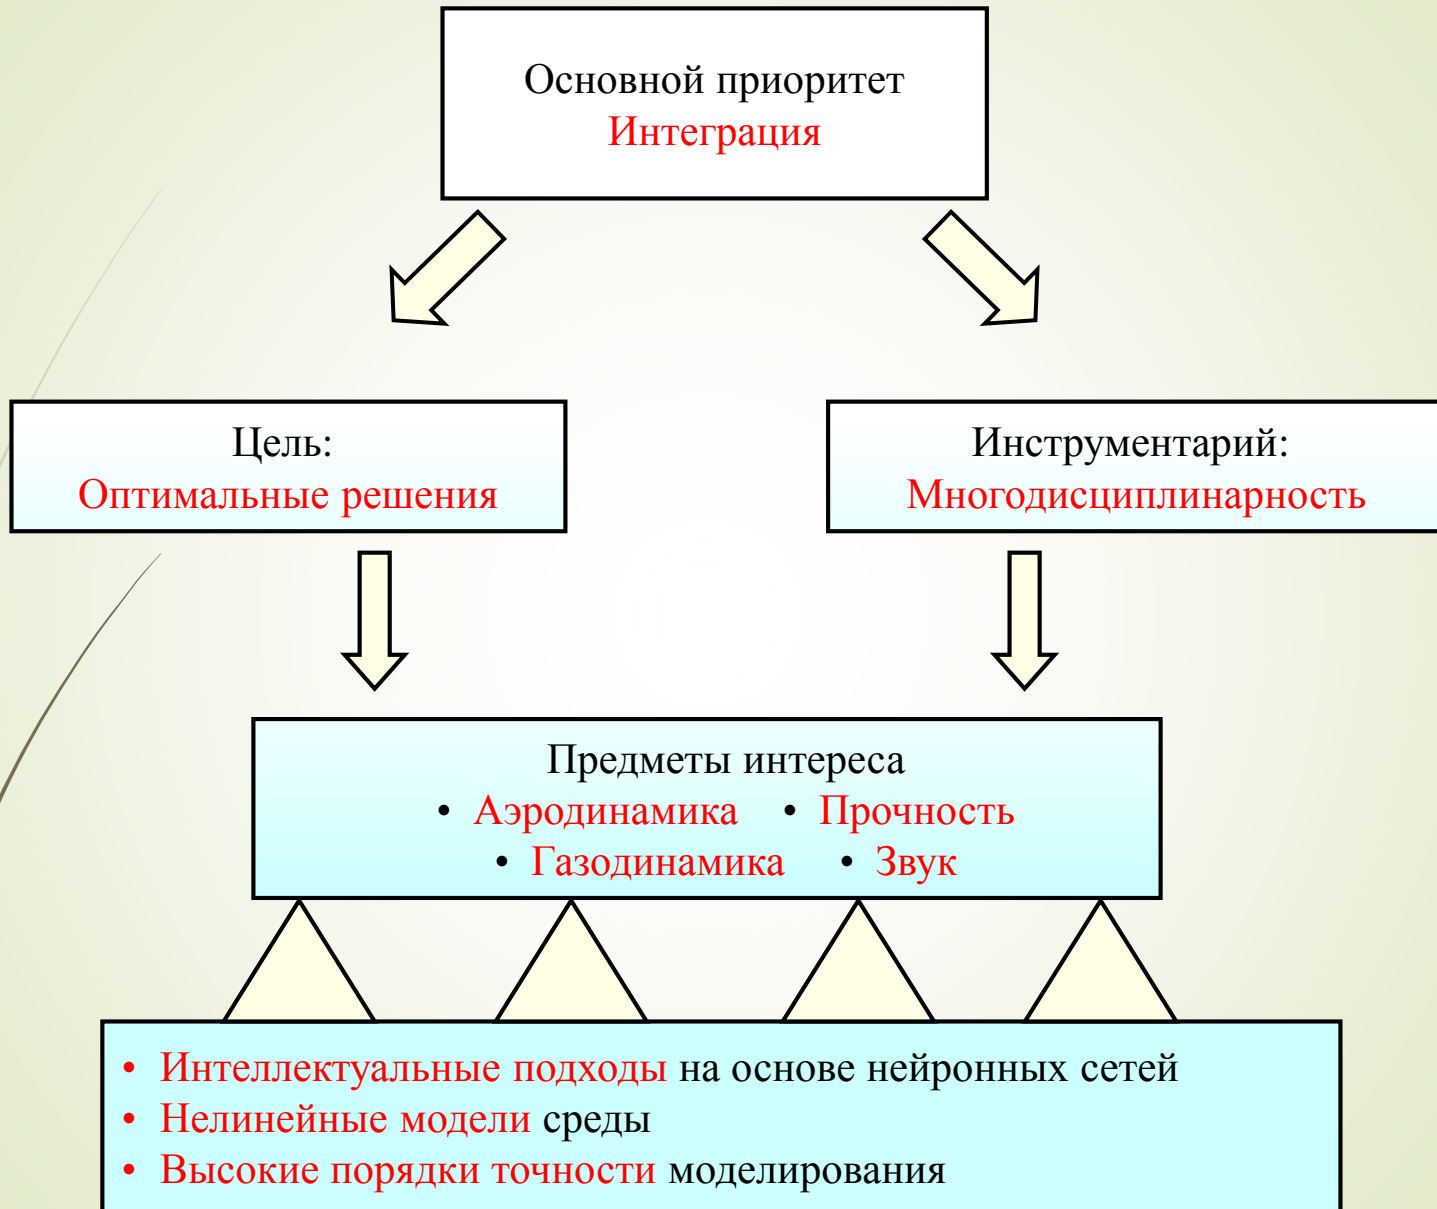 Основной приоритет
Интеграция
Цель:
Оптимальные решения
Инструментарий:
Многодисциплинарность
Предметы интереса
• Аэродинамика • Прочность
• Газодинамика • Звук
• Интеллектуальные подходы на основе нейронных сетей
• Нелинейные модели среды
• Высокие порядки точности моделирования